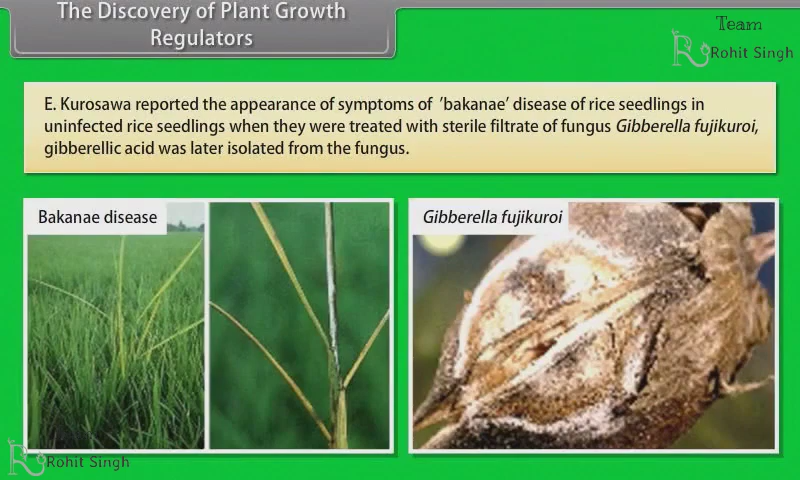 The Discovery of Plant Growth
Regulators
Team
Rohit Singh
E. Kurosawa reported the appearance of symptoms of 'bakanae' disease of rice seedlings in
uninfected rice seedlings when they were treated with sterile filtrate of fungus Gibberella fujikuroi,
gibberellic acid was later isolated from the fungus.
Bakanae disease
Gibberella fujikuroi
Rohit Singh